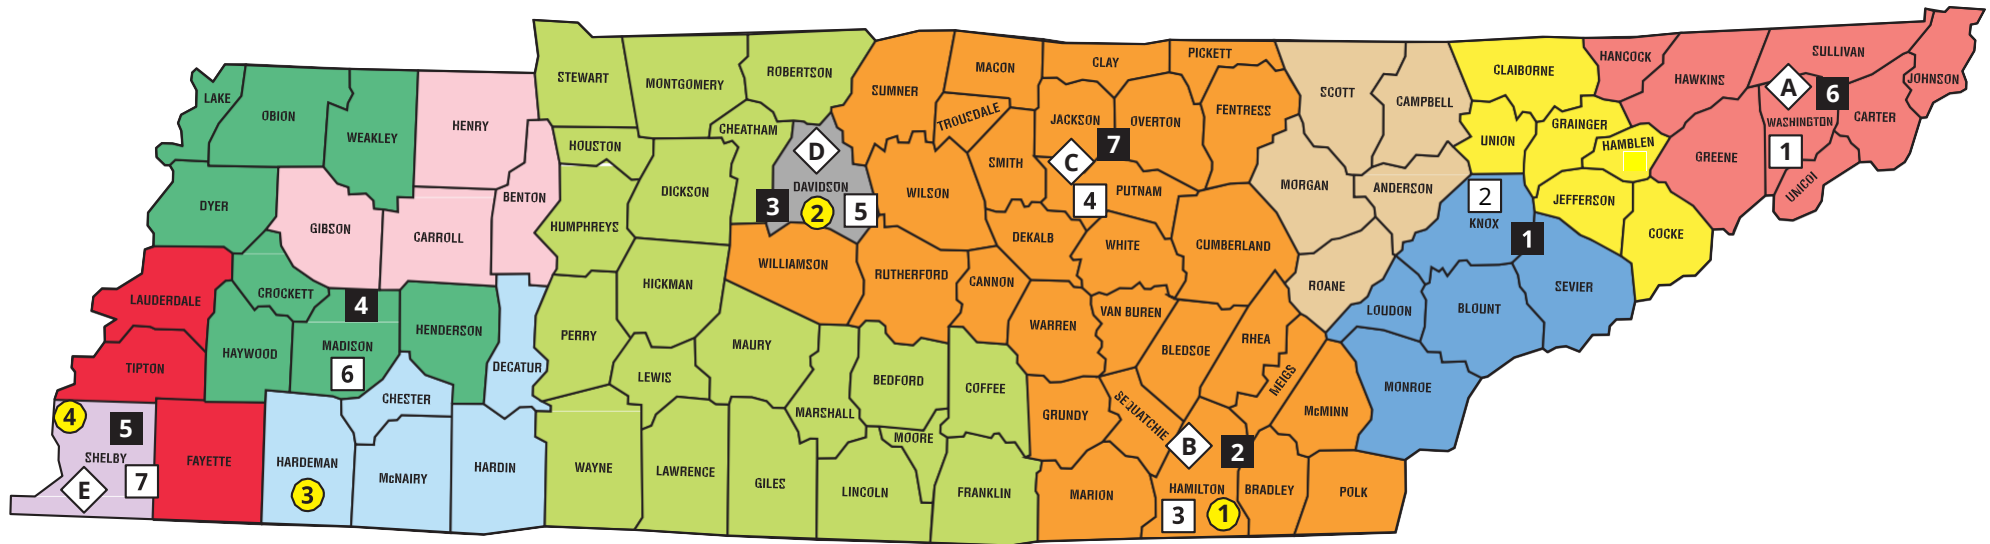 LAKE
OBION
WEAKLEY
HENRY
STEWART
MONTGOMERY
ROBERTSON
SUMNER
MACON
CLAY
PICKETT
SCOTT
CAMPBELL
CLAIBORNE
HANCOCK
HAWKINS
SULLIVAN
JOHNSON
A
6
WASHINGTON
CARTER
1
UNICOI
GREENE
HAMBLEN
GRAINGER
UNION
FENTRESS
OVERTON
JACKSON
7
C
TROUSDALE
SMITH
4
PUTNAM
CHEATHAM
D
DAVIDSON
3
2
5
WILSON
HOUSTON
DICKSON
BENTON
HUMPHREYS
DYER
GIBSON
CARROLL
MORGAN
ANDERSON
2
KNOX
1
JEFFERSON
COCKE
DEKALB
WHITE
CUMBERLAND
WILLIAMSON
RUTHERFORD
CANNON
ROANE
LOUDON
BLOUNT
SEVIER
HICKMAN
LAUDERDALE
CROCKETT
4
HENDERSON
MADISON
6
HAYWOOD
TIPTON
PERRY
DECATUR
LEWIS
MAURY
WARREN
VAN BUREN
BLEDSOE
RHEA
MEIGS
McMINN
MONROE
CHESTER
MARSHALL
BEDFORD
COFFEE
MOORE
GRUNDY
SEQUATCHIE
B
2
4
5
SHELBY
E
7
FAYETTE
HARDEMAN
3
McNAIRY
HARDIN
WAYNE
LAWRENCE
GILES
LINCOLN
FRANKLIN
MARION
HAMILTON
3
1
BRADLEY
POLK